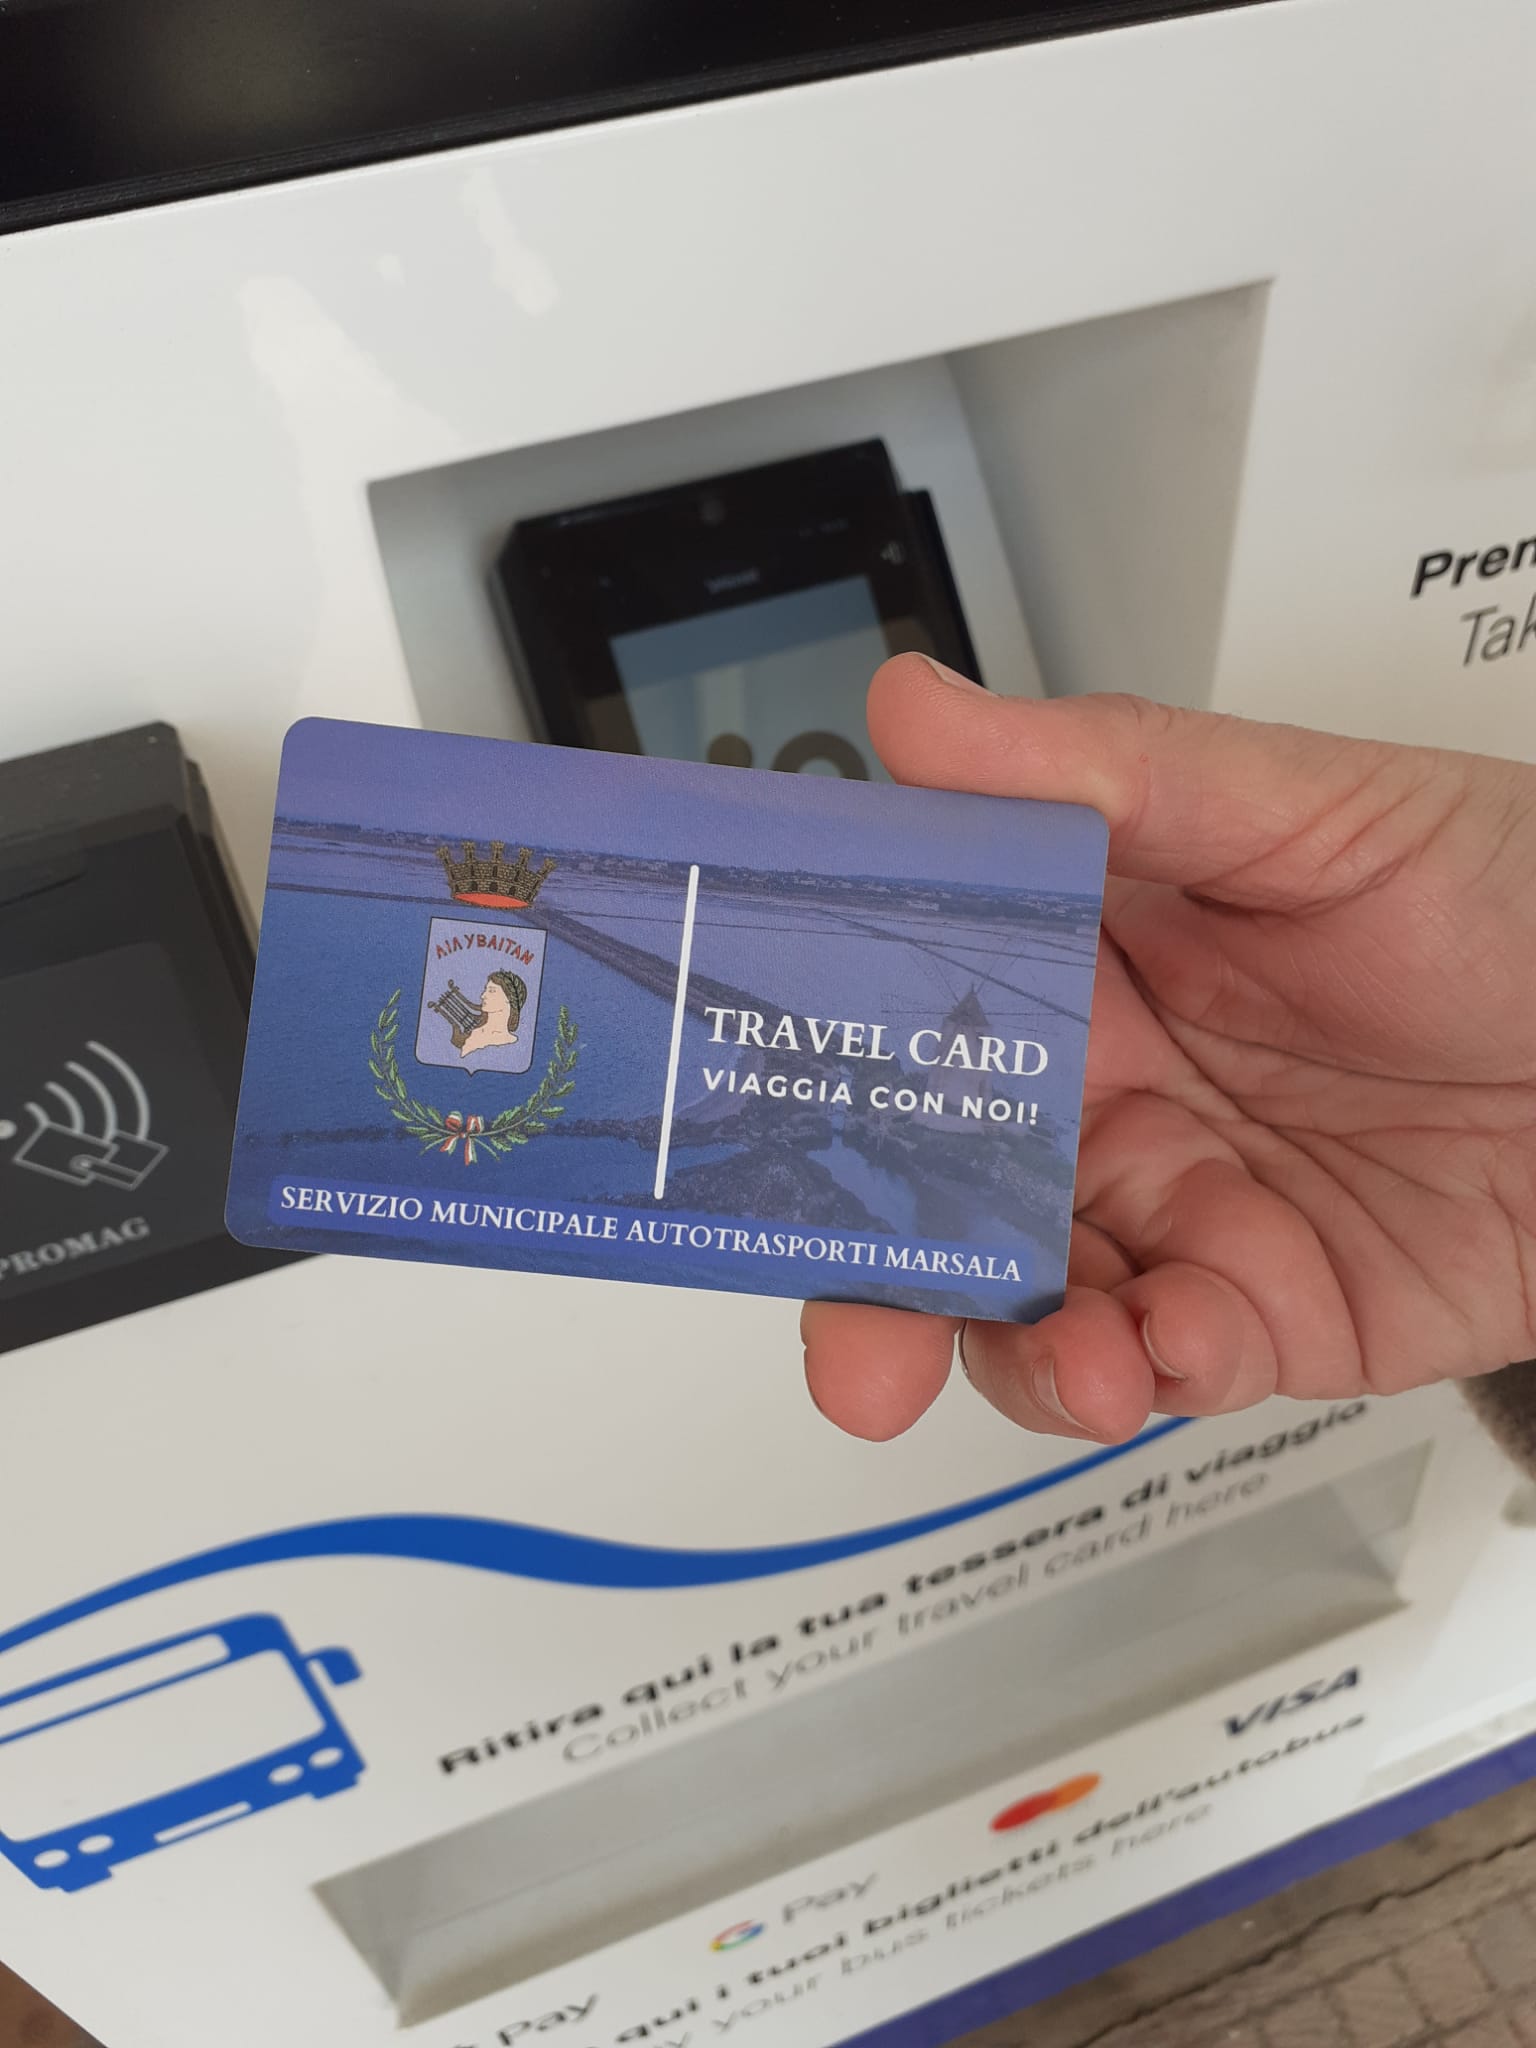 Pren
Tak
ΛΙΛΥΒΑΙΤΑΝ
TRAVEL CARD
VIAGGIA CON NOI!
SERVIZIO MUNICIPALE AUTOTRASPORTI MARSALA
PROMAG
Ritira qui la tua tessera di viaggio
Collect your travel card here
VISA
G Pay
Pay
qui i tuoi biglietti dell'autobus
your bus tickets here